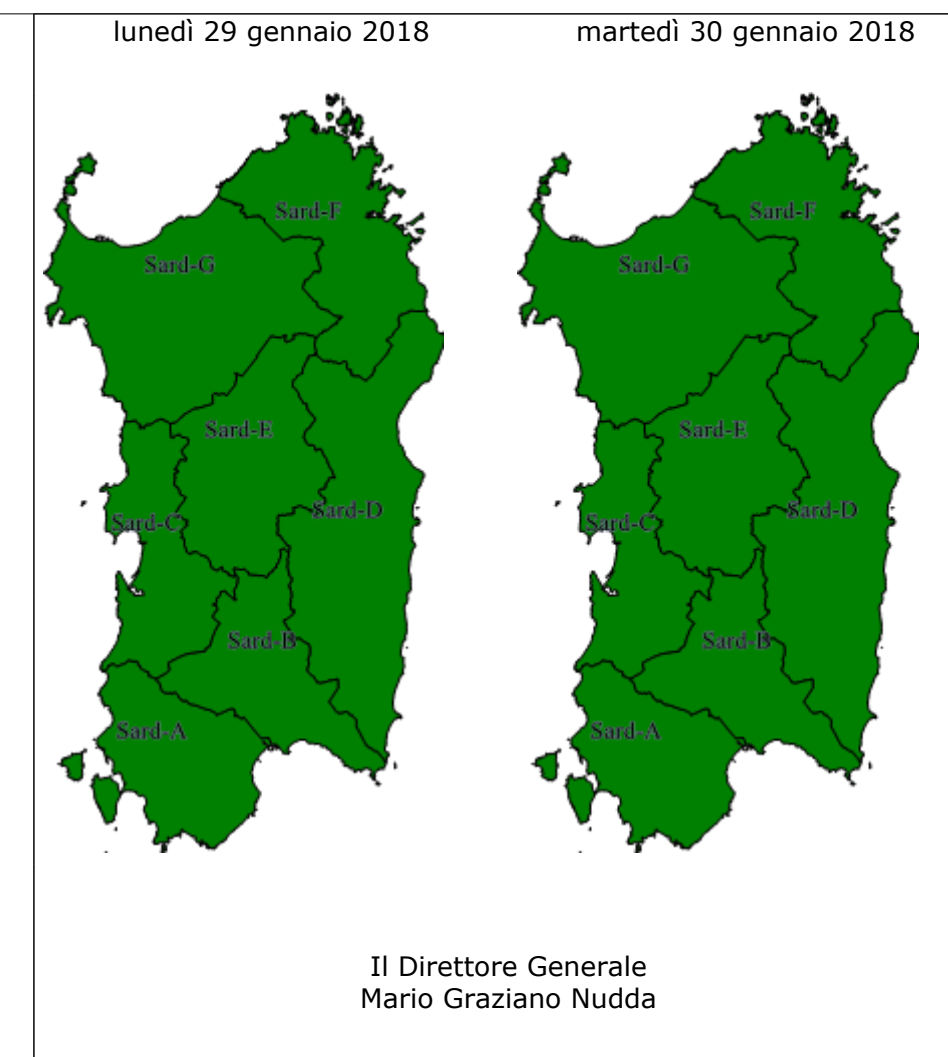 lunedì 29 gennaio 2018
martedì 30 gennaio 2018
Sard-F
Sard-G
Sard-E
Sard-D
Sard-C
Sard-B
Sard-A
Sard-F
Sard-G
Sard-E
Sard-D
Sard-C
Sard-B
Sard-A
Il Direttore Generale
Mario Graziano Nudda